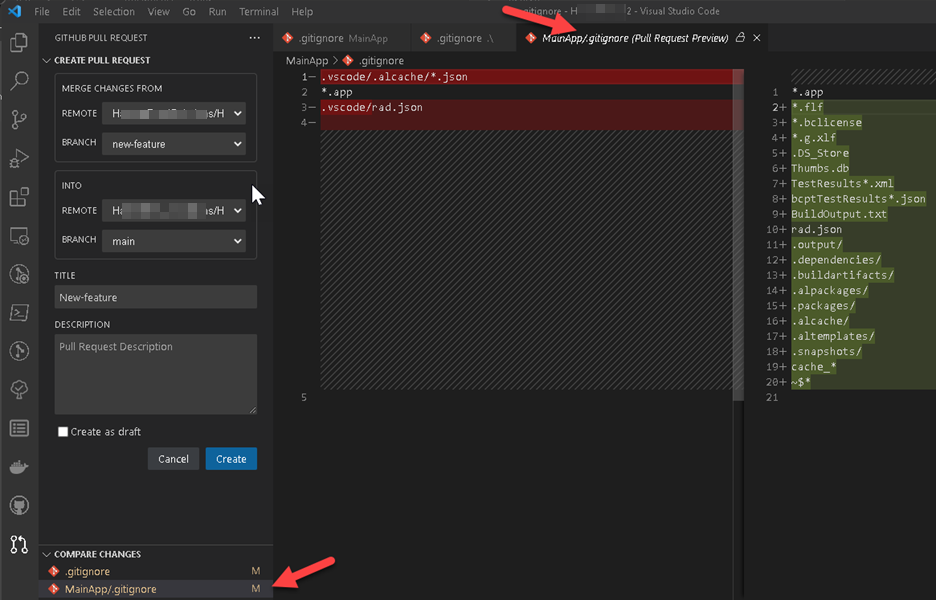 File Edit Selection View Go Run Terminal Help
.gitignore - H 2 - Visual Studio Code
GITHUB PULL REQUEST ...
.gitignore MainApp
.gitignore .\
MainApp/.gitignore (Pull Request Preview)
CREATE PULL REQUEST
MainApp > .gitignore
MERGE CHANGES FROM
REMOTE
BRANCH new-feature
INTO
REMOTE
BRANCH main
TITLE
New-feature
DESCRIPTION
Pull Request Description
Create as draft
Cancel Create
COMPARE CHANGES
.gitignore M
MainApp/.gitignore M
1— .vscode/.alcache/*.json
2 *.app
3— .vscode/rad.json
4—
5
1 *.app
2+ *.flf
3+ *.bclicense
4+ *.g.xlf
5+ .DS_Store
6+ Thumbs.db
7+ TestResults*.xml
8+ bcptTestResults*.json
9+ BuildOutput.txt
10+ rad.json
11+ .output/
12+ .dependencies/
13+ .buildartifacts/
14+ .alpackages/
15+ .packages/
16+ .alcache/
17+ .altemplates/
18+ .snapshots/
19+ cache_*
20+ ~$*
21